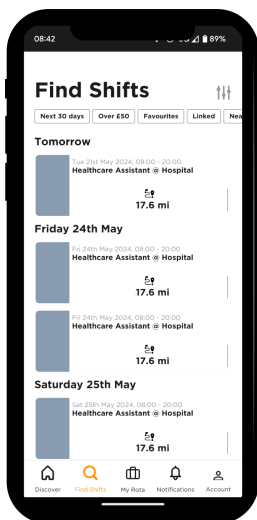 08:42
89%
Find Shifts
Next 30 days
Over £50
Favourites
Linked
Nea
Tomorrow
Tue 21st May 2024, 08:00 - 20:00
Healthcare Assistant @ Hospital
17.6 mi
Friday 24th May
Fri 24th May 2024, 08:00 - 20:00
Healthcare Assistant @ Hospital
17.6 mi
Fri 24th May 2024, 08:00 - 20:00
Healthcare Assistant @ Hospital
17.6 mi
Saturday 25th May
Sat 25th May 2024, 08:00 - 20:00
Healthcare Assistant @ Hospital
17.6 mi
Discover
Find Shifts
My Rota
Notifications
Account